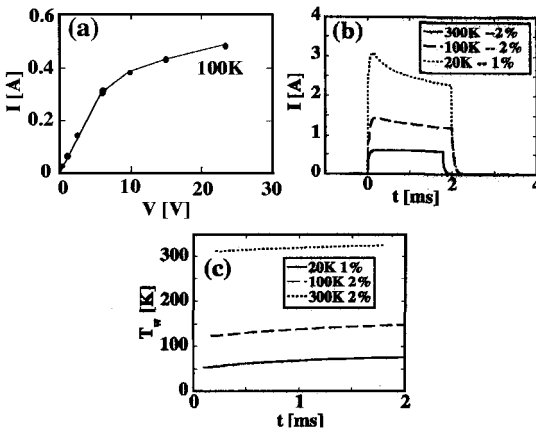 (a)
100K
I [A]
0.6
0.4
0.2
0
0
10
20
30
V [V]
(b)
300K --2%
100K -- 2%
20K -- 1%
I [A]
4
3
2
1
0
0
2
4
t [ms]
(c)
20K 1%
100K 2%
300K 2%
T_w [K]
300
200
100
0
0
1
2
t [ms]